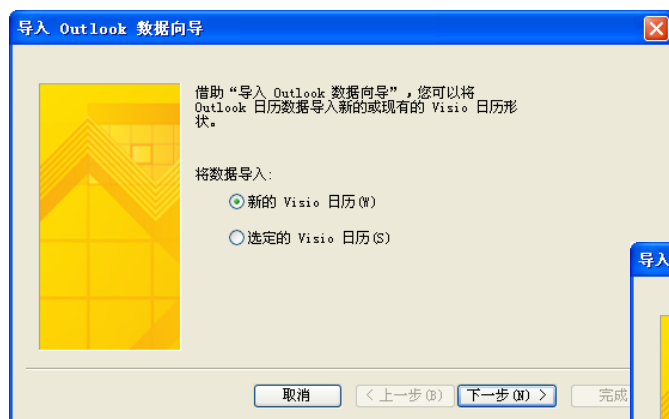 导入 Outlook 数据向导
借助“导入 Outlook 数据向导”，您可以将
Outlook 日历数据导入新的或现有的 Visio 日历形
状。
将数据导入:
新的 Visio 日历(W)
选定的 Visio 日历(S)
导入
取消 < 上一步(B) 下一步(N) > 完成